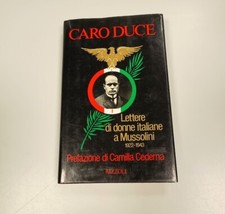 CARO DUCE
Lettere
di donne italiane
a Mussolini
1922-1943
Prefazione di Camilla Cederna
RIZZOLI